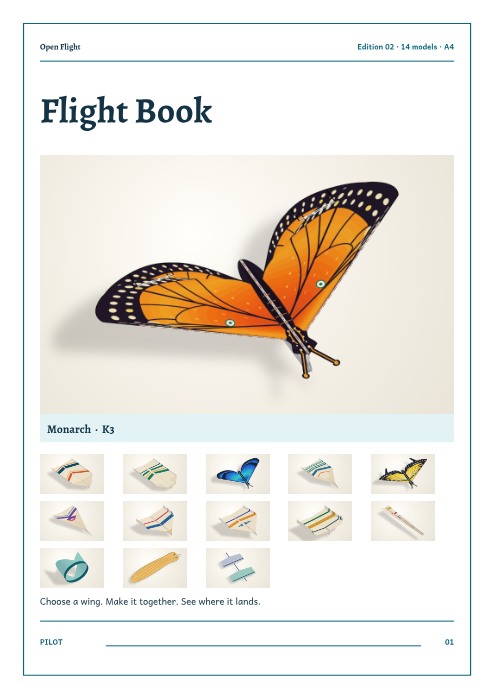 Open Flight
Edition 02 · 14 models · A4
Flight Book
Monarch · K3
Choose a wing. Make it together. See where it lands.
PILOT
01